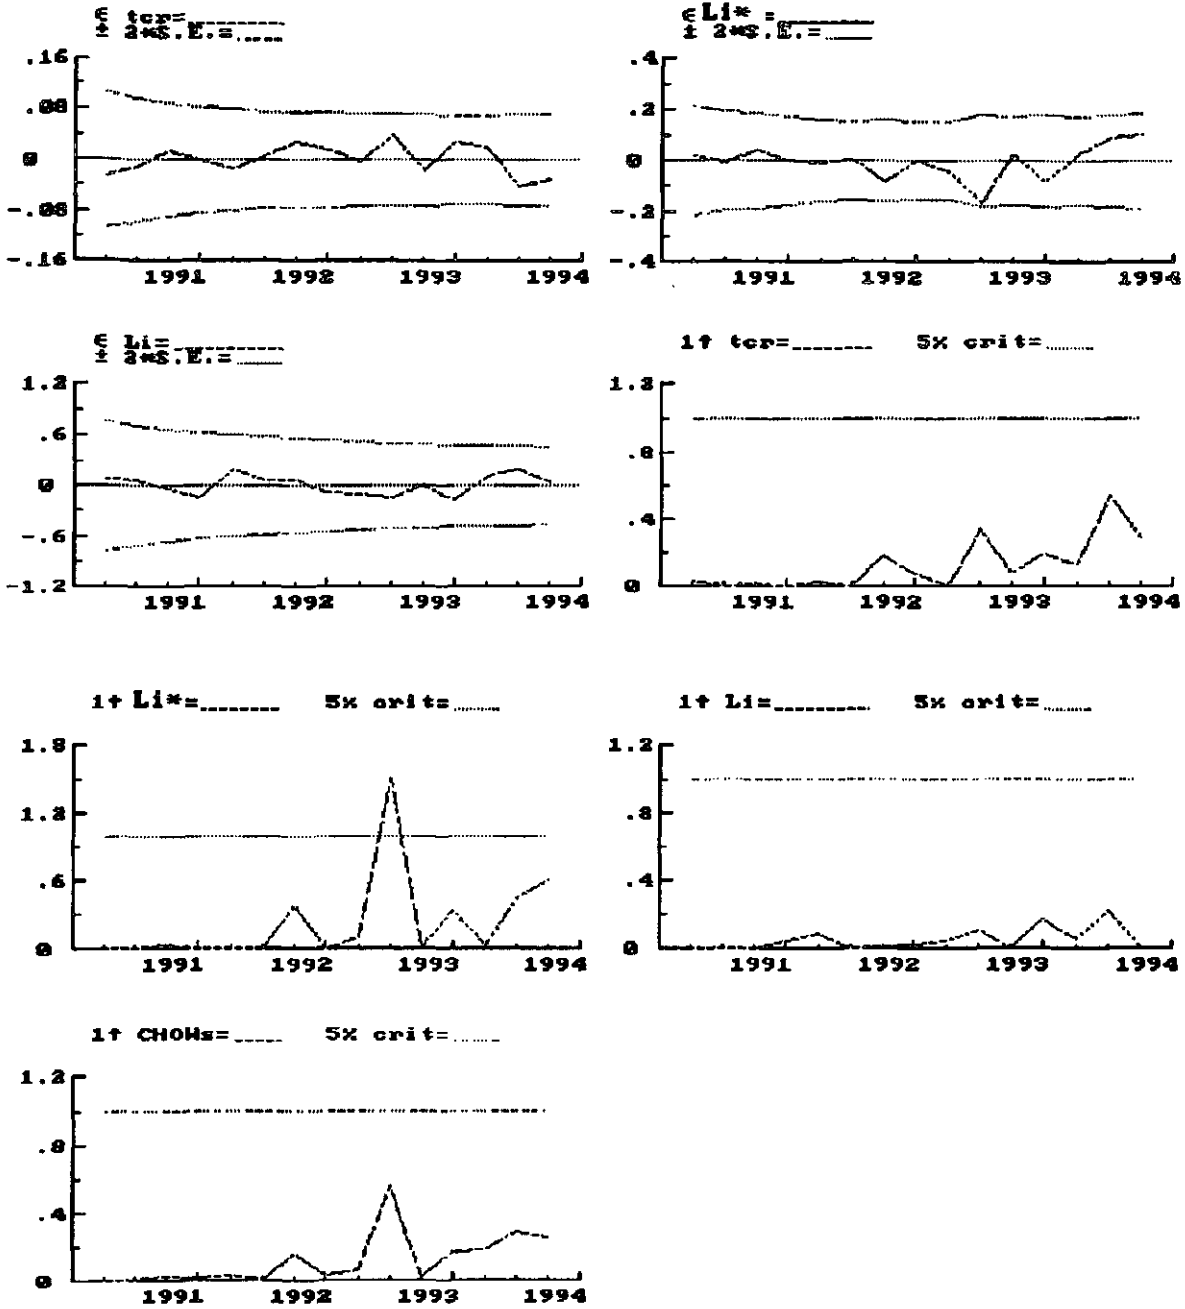 € tcr=
± 2*S.E.=
.16
.08
0
-.08
-.16
1991 1992 1993 1994
€ Li* =
± 2*S.E.=
.4
.2
0
-.2
-.4
1991 1992 1993 1994
€ Li=
± 2*S.E.=
1.2
.6
0
-.6
-1.2
1991 1992 1993 1994
1↑ tcr= 5% crit=
1.2
.8
.4
0
1991 1992 1993 1994
1↑ Li*= 5% crit=
1.8
1.2
.6
0
1991 1992 1993 1994
1↑ Li= 5% crit=
1.2
.8
.4
0
1991 1992 1993 1994
1↑ CHOWs= 5% crit=
1.2
.8
.4
0
1991 1992 1993 1994